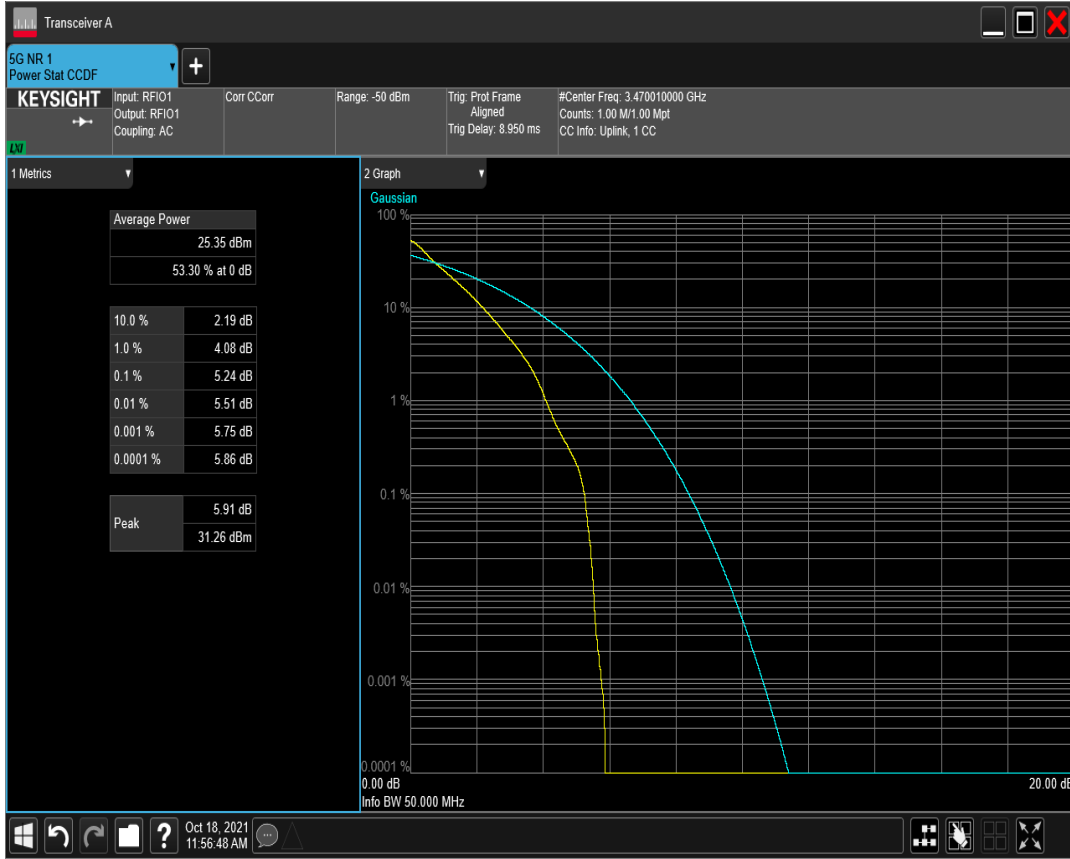 Transceiver A
5G NR 1
Power Stat CCDF
KEYSIGHT
LXI
Input: RFIO1
Output: RFIO1
Coupling: AC
Corr CCorr
Range: -50 dBm
Trig: Prot Frame
Aligned
Trig Delay: 8.950 ms
#Center Freq: 3.470010000 GHz
Counts: 1.00 M/1.00 Mpt
CC Info: Uplink, 1 CC
1 Metrics
Average Power
25.35 dBm
53.30 % at 0 dB
10.0 % 2.19 dB
1.0 % 4.08 dB
0.1 % 5.24 dB
0.01 % 5.51 dB
0.001 % 5.75 dB
0.0001 % 5.86 dB
Peak 5.91 dB
31.26 dBm
2 Graph
Gaussian
100 %
10 %
1 %
0.1 %
0.01 %
0.001 %
0.0001 %
0.00 dB 20.00 dB
Info BW 50.000 MHz
Oct 18, 2021
11:56:48 AM